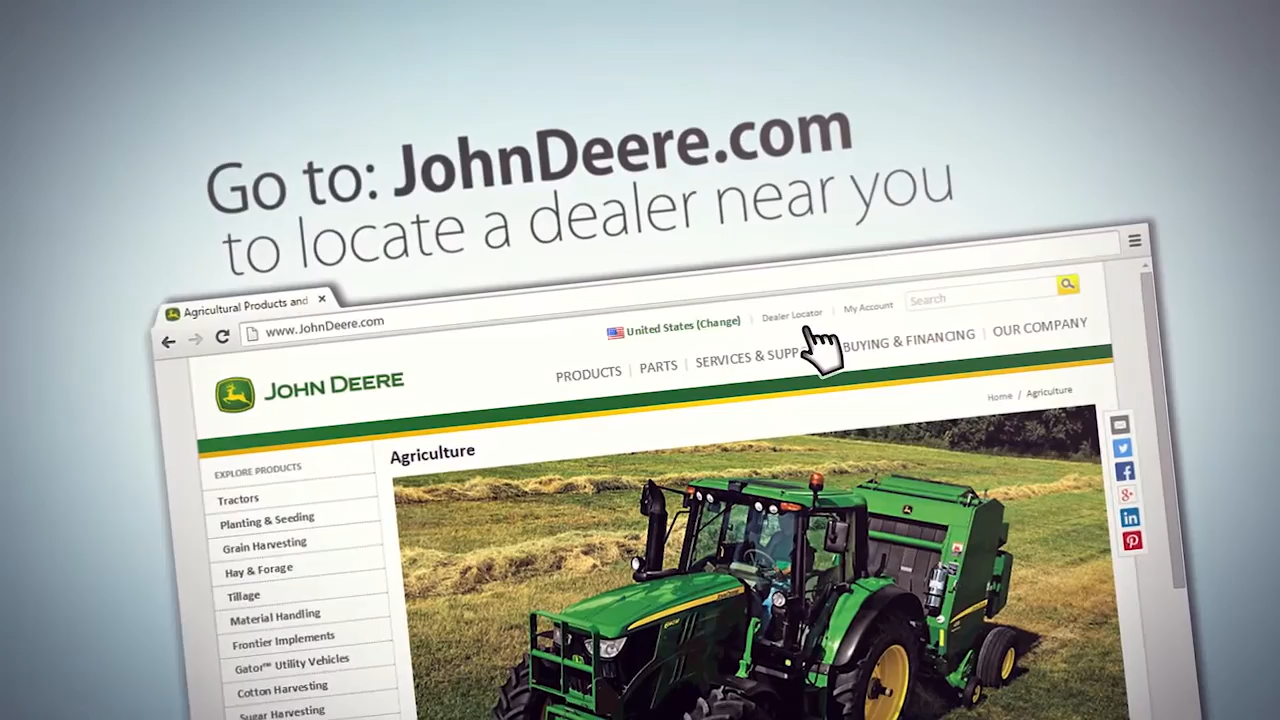 Go to: JohnDeere.com
to locate a dealer near you
Agricultural Products and
www.JohnDeere.com
United States (Change) | Dealer Locator | My Account
Search
JOHN DEERE
PRODUCTS | PARTS | SERVICES & SUPP
BUYING & FINANCING | OUR COMPANY
Home / Agriculture
EXPLORE PRODUCTS
Agriculture
Tractors
Planting & Seeding
Grain Harvesting
Hay & Forage
Tillage
Material Handling
Frontier Implements
Gator™ Utility Vehicles
Cotton Harvesting
Sugar Harvesting